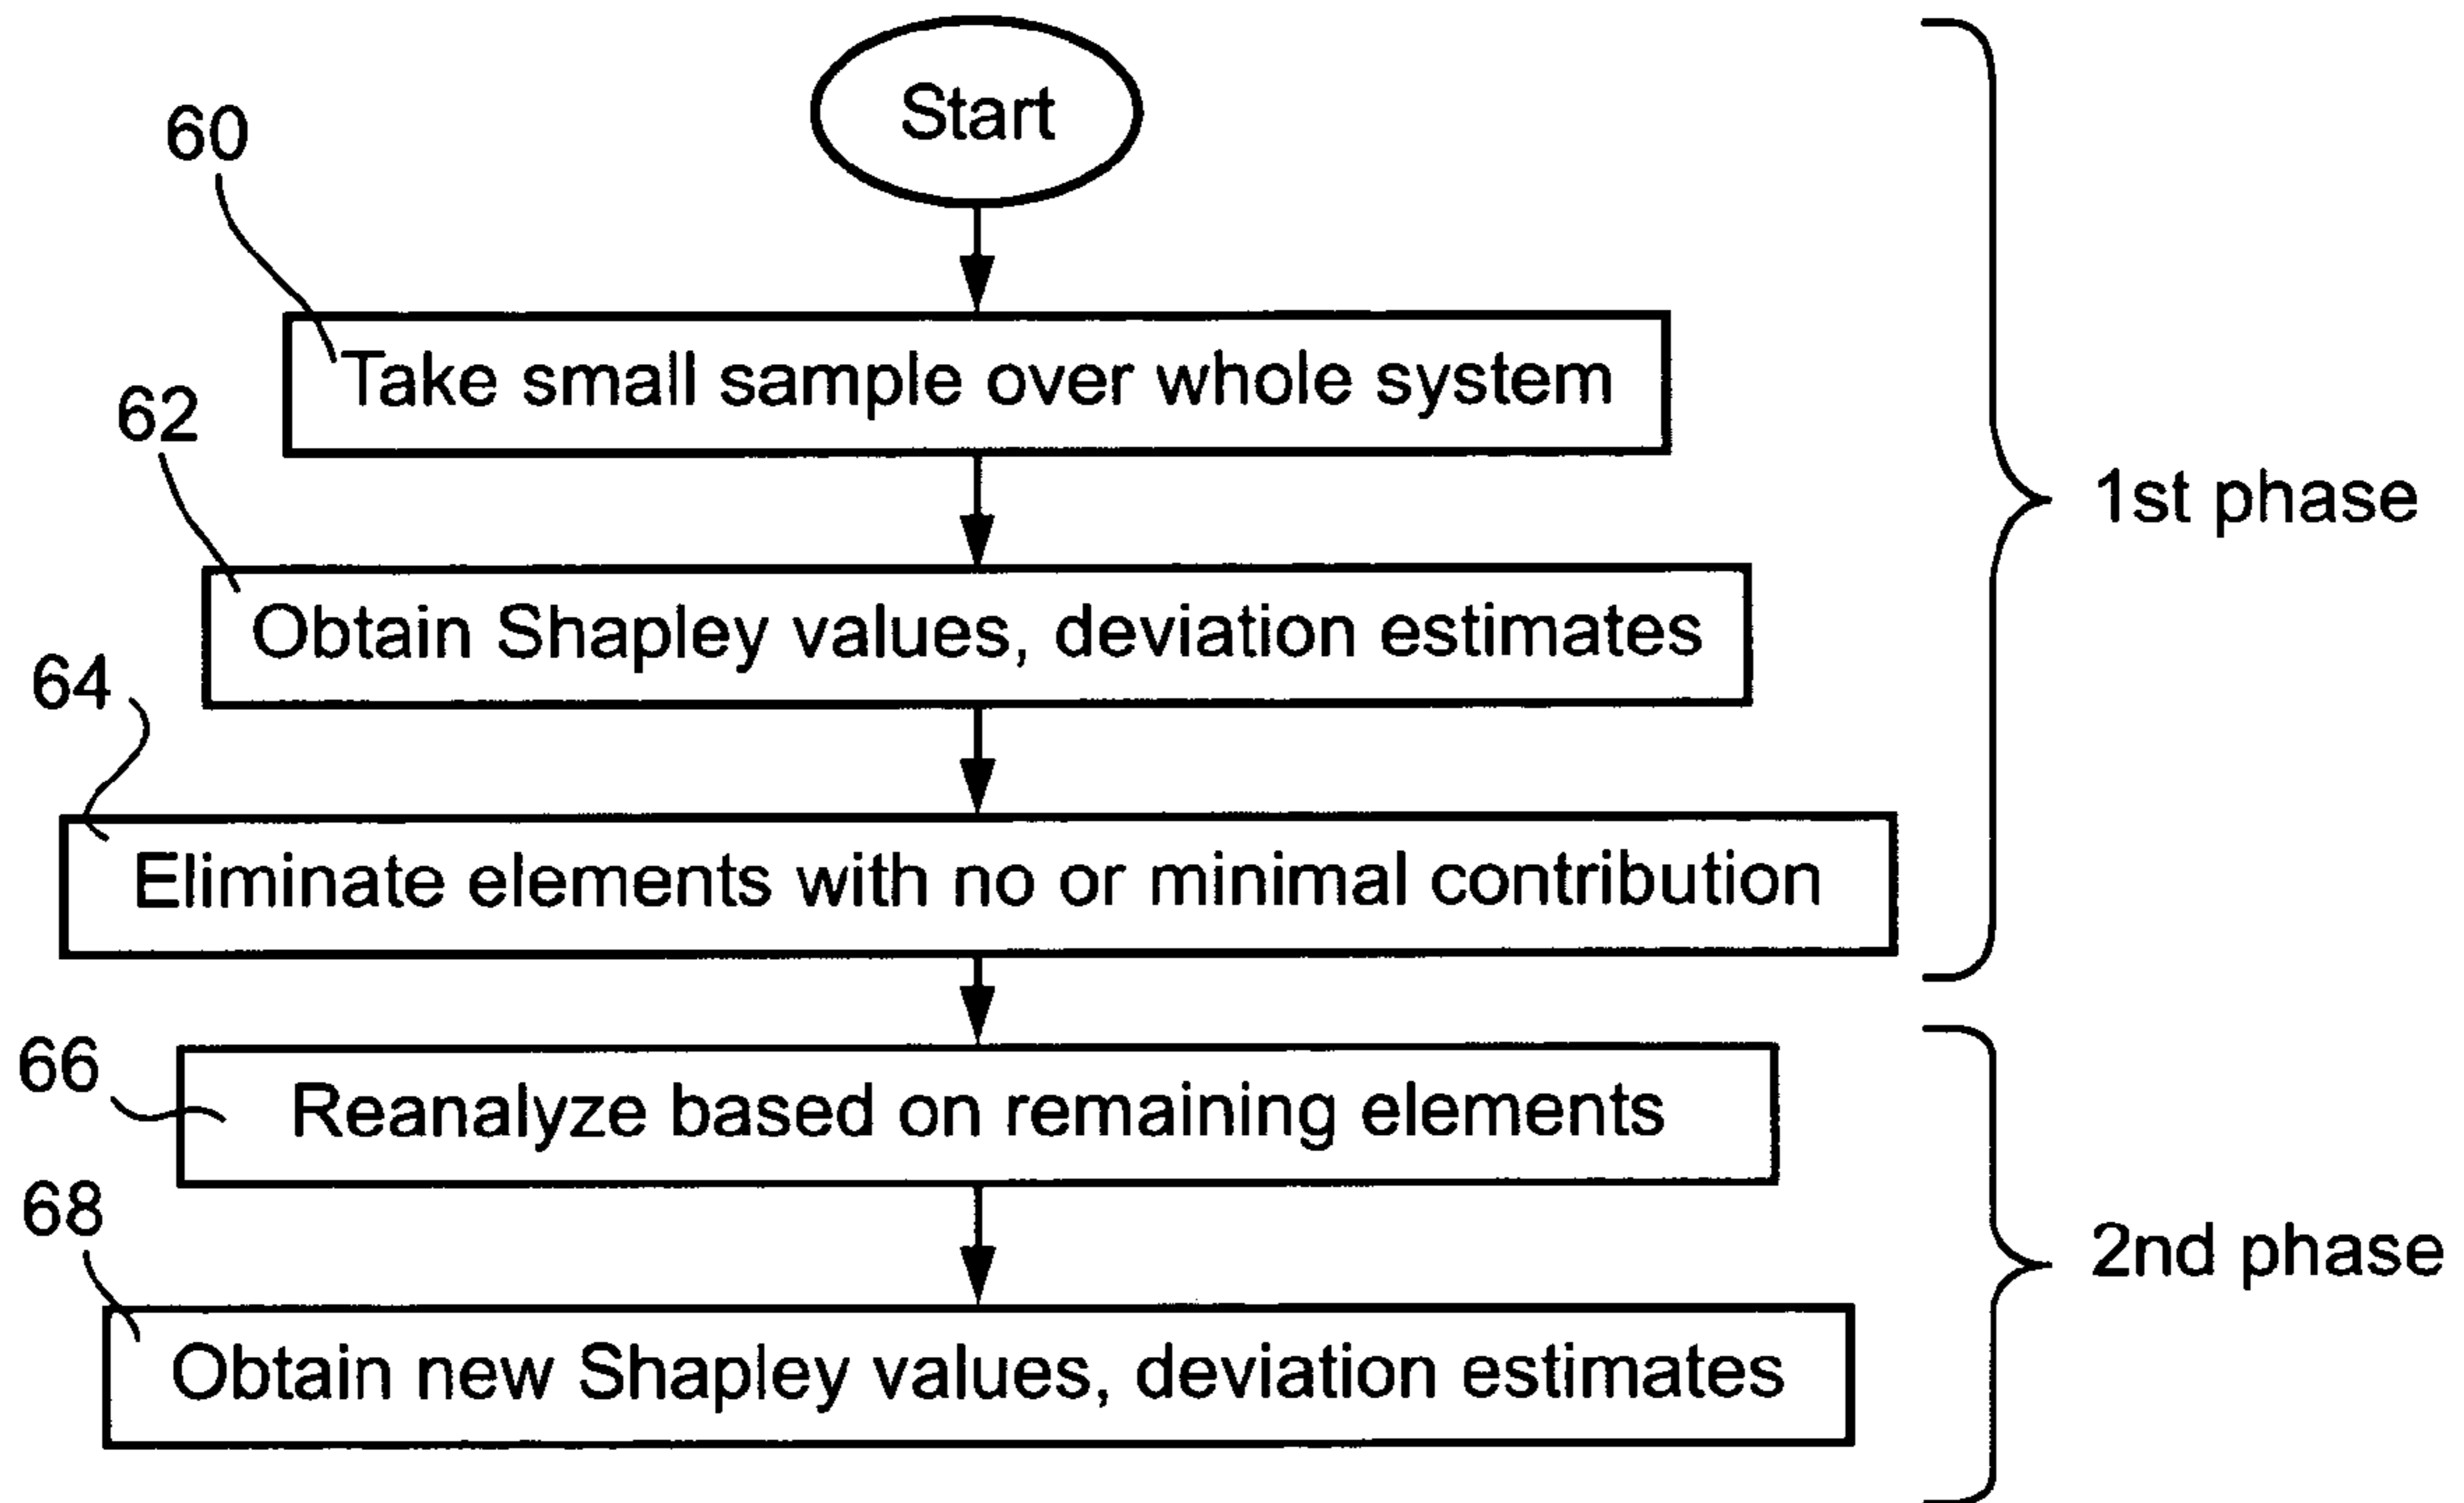 Start
60
Take small sample over whole system
62
1st phase
Obtain Shapley values, deviation estimates
64
Eliminate elements with no or minimal contribution
66
Reanalyze based on remaining elements
68
2nd phase
Obtain new Shapley values, deviation estimates